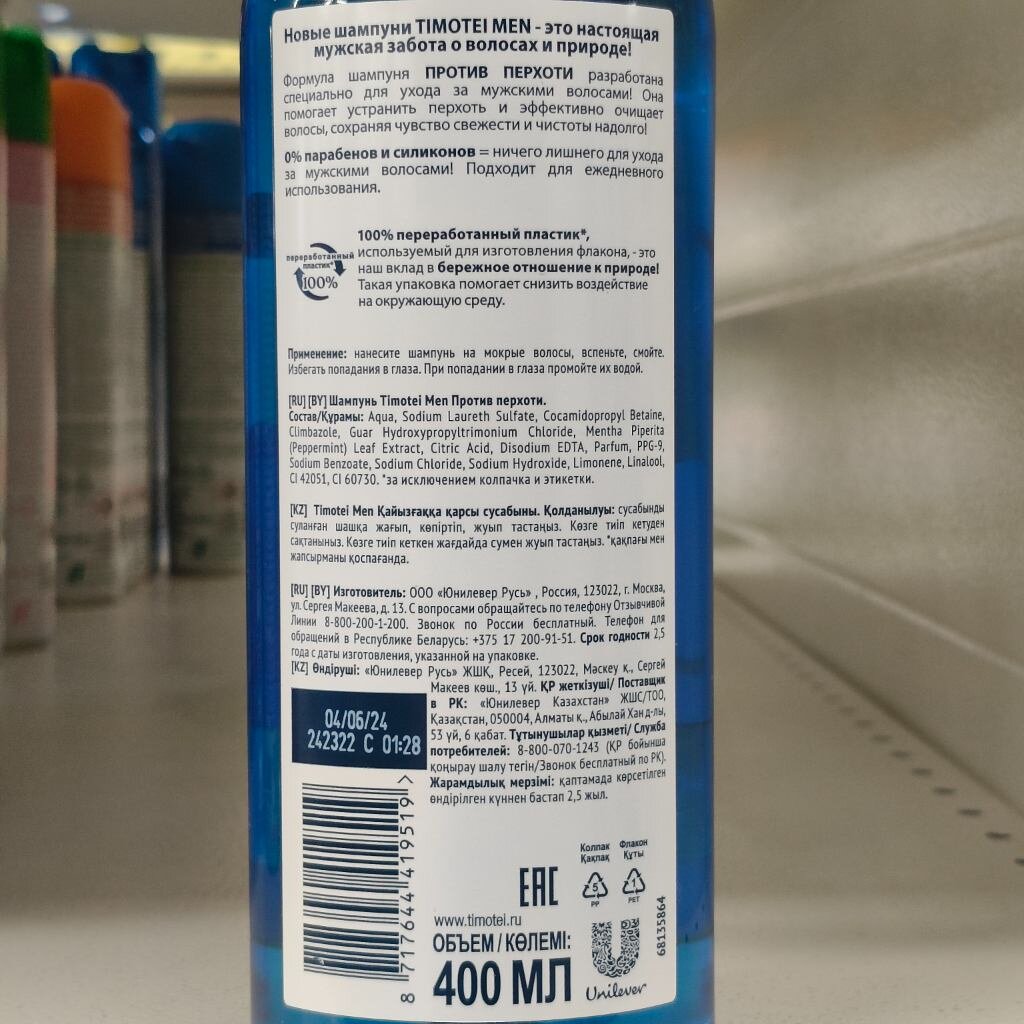 Новые шампуни TIMOTEI MEN - это настоящая
мужская забота о волосах и природе!
Формула шампуня ПРОТИВ ПЕРХОТИ разработана
специально для ухода за мужскими волосами! Она
помогает устранить перхоть и эффективно очищает
волосы, сохраняя чувство свежести и чистоты надолго!
0% парабенов и силиконов = ничего лишнего для ухода
за мужскими волосами! Подходит для ежедневного
использования.
переработанный
пластик*
100%
100% переработанный пластик*,
используемый для изготовления флакона, - это
наш вклад в бережное отношение к природе!
Такая упаковка помогает снизить воздействие
на окружающую среду.
Применение: нанесите шампунь на мокрые волосы, вспеньте, смойте.
Избегать попадания в глаза. При попадании в глаза промойте их водой.
[RU] [BY] Шампунь Timotei Men Против перхоти.
Состав/Құрамы: Aqua, Sodium Laureth Sulfate, Cocamidopropyl Betaine,
Climbazole, Guar Hydroxypropyltrimonium Chloride, Mentha Piperita
(Peppermint) Leaf Extract, Citric Acid, Disodium EDTA, Parfum, PPG-9,
Sodium Benzoate, Sodium Chloride, Sodium Hydroxide, Limonene, Linalool,
CI 42051, CI 60730. *за исключением колпачка и этикетки.
[KZ] Timotei Men Қайызғаққа қарсы сусабыны. Қолданылуы: сусабынды
суланған шашқа жағып, көпіртіп, жуып тастаңыз. Көзге тиіп кетуден
сақтаныңыз. Көзге тиіп кеткен жағдайда сумен жуып тастаңыз. *қақпағы мен
жапсырманы қоспағанда.
[RU] [BY] Изготовитель: ООО «Юнилевер Русь» , Россия, 123022, г. Москва,
ул. Сергея Макеева, д. 13. С вопросами обращайтесь по телефону Отзывчивой
Линии 8-800-200-1-200. Звонок по России бесплатный. Телефон для
обращений в Республике Беларусь: +375 17 200-91-51. Срок годности 2,5
года с даты изготовления, указанной на упаковке.
[KZ] Өндіруші: «Юнилевер Русь» ЖШҚ, Ресей, 123022, Мәскеу қ., Сергей
Макеев көш., 13 үй. ҚР жеткізуші/ Поставщик
в РК: «Юнилевер Казахстан» ЖШС/ТОО,
Қазақстан, 050004, Алматы қ., Абылай Хан д-лы,
53 үй, 6 қабат. Тұтынушылар қызметі/ Служба
потребителей: 8-800-070-1243 (ҚР бойынша
қоңырау шалу тегін/Звонок бесплатный по РК).
Жарамдылық мерзімі: қаптамада көрсетілген
өндірілген күннен бастап 2,5 жыл.
04/06/24
242322 C 01:28
8 717644 419519 >
Колпак
Қақпақ
Флакон
Құты
5
PP
1
PET
EAC
www.timotei.ru
ОБЪЕМ / КӨЛЕМІ:
400 МЛ
Unilever
68135864